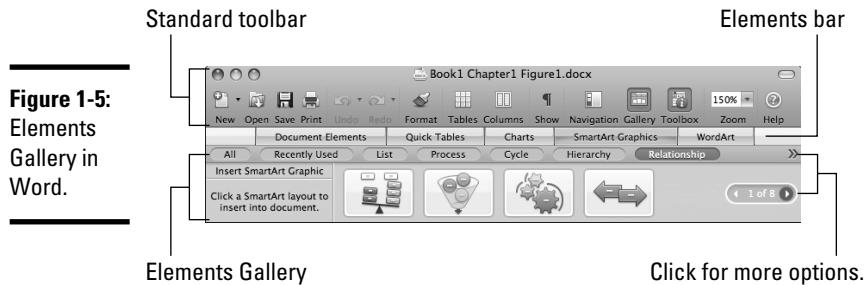 Standard toolbar Elements bar
Figure 1-5:
Elements
Gallery in
Word.
Book1 Chapter1 Figure1.docx
150%
New Open Save Print Undo Redo Format Tables Columns Show Navigation Gallery Toolbox Zoom Help
Document Elements Quick Tables Charts SmartArt Graphics WordArt
All Recently Used List Process Cycle Hierarchy Relationship
Insert SmartArt Graphic
Click a SmartArt layout to
insert into document.
1 of 8
Elements Gallery Click for more options.